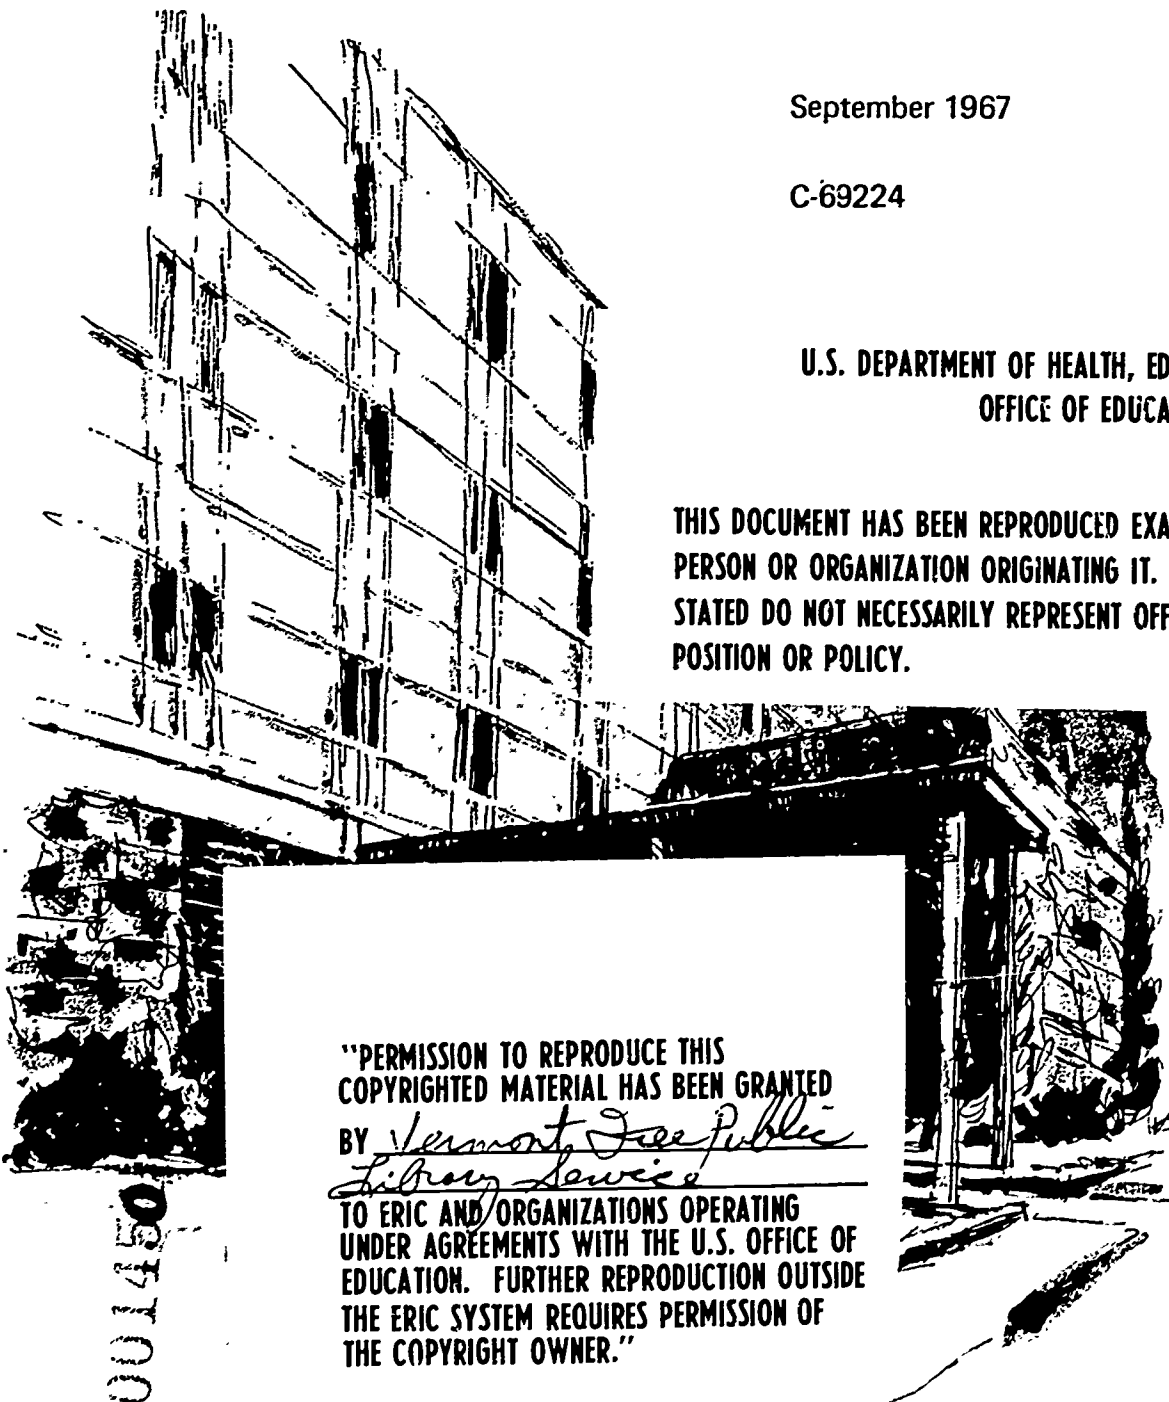 September 1967
C-69224
U.S. DEPARTMENT OF HEALTH, ED
OFFICE OF EDUCA
THIS DOCUMENT HAS BEEN REPRODUCED EXA
PERSON OR ORGANIZATION ORIGINATING IT.
STATED DO NOT NECESSARILY REPRESENT OFF
POSITION OR POLICY.
"PERMISSION TO REPRODUCE THIS
COPYRIGHTED MATERIAL HAS BEEN GRANTED
BY Vermont Free Public
Library Service
TO ERIC AND ORGANIZATIONS OPERATING
UNDER AGREEMENTS WITH THE U.S. OFFICE OF
EDUCATION. FURTHER REPRODUCTION OUTSIDE
THE ERIC SYSTEM REQUIRES PERMISSION OF
THE COPYRIGHT OWNER."
001450